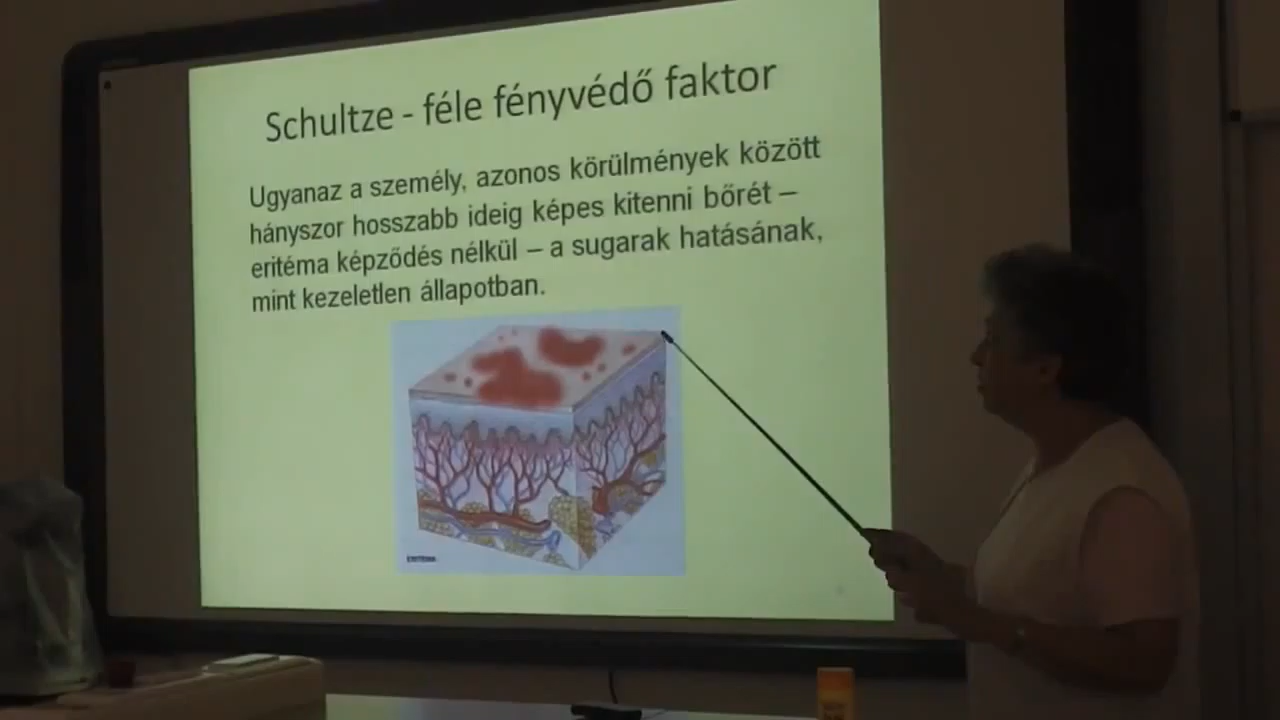 Schultze - féle fényvédő faktor
Ugyanaz a személy, azonos körülmények között
hányszor hosszabb ideig képes kitenni bőrét –
eritéma képződés nélkül – a sugarak hatásának,
mint kezeletlen állapotban.